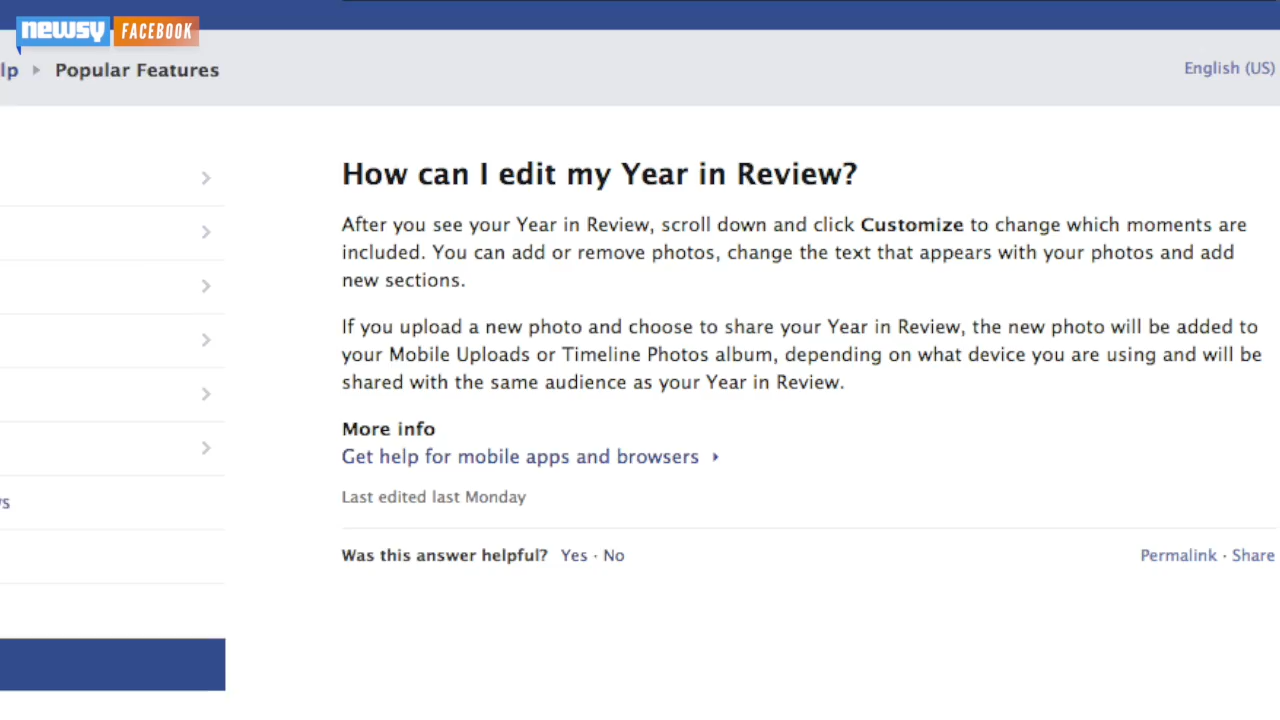 newsy FACEBOOK
lp ▸ Popular Features
English (US)
How can I edit my Year in Review?
After you see your Year in Review, scroll down and click Customize to change which moments are
included. You can add or remove photos, change the text that appears with your photos and add
new sections.
If you upload a new photo and choose to share your Year in Review, the new photo will be added to
your Mobile Uploads or Timeline Photos album, depending on what device you are using and will be
shared with the same audience as your Year in Review.
More info
Get help for mobile apps and browsers ▸
Last edited last Monday
Was this answer helpful? Yes · No
Permalink · Share